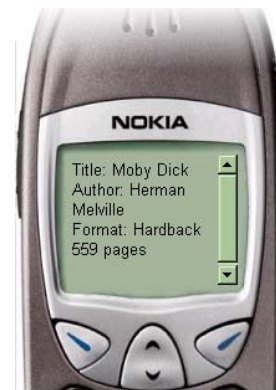 NOKIA
Title: Moby Dick
Author: Herman
Melville
Format: Hardback
559 pages